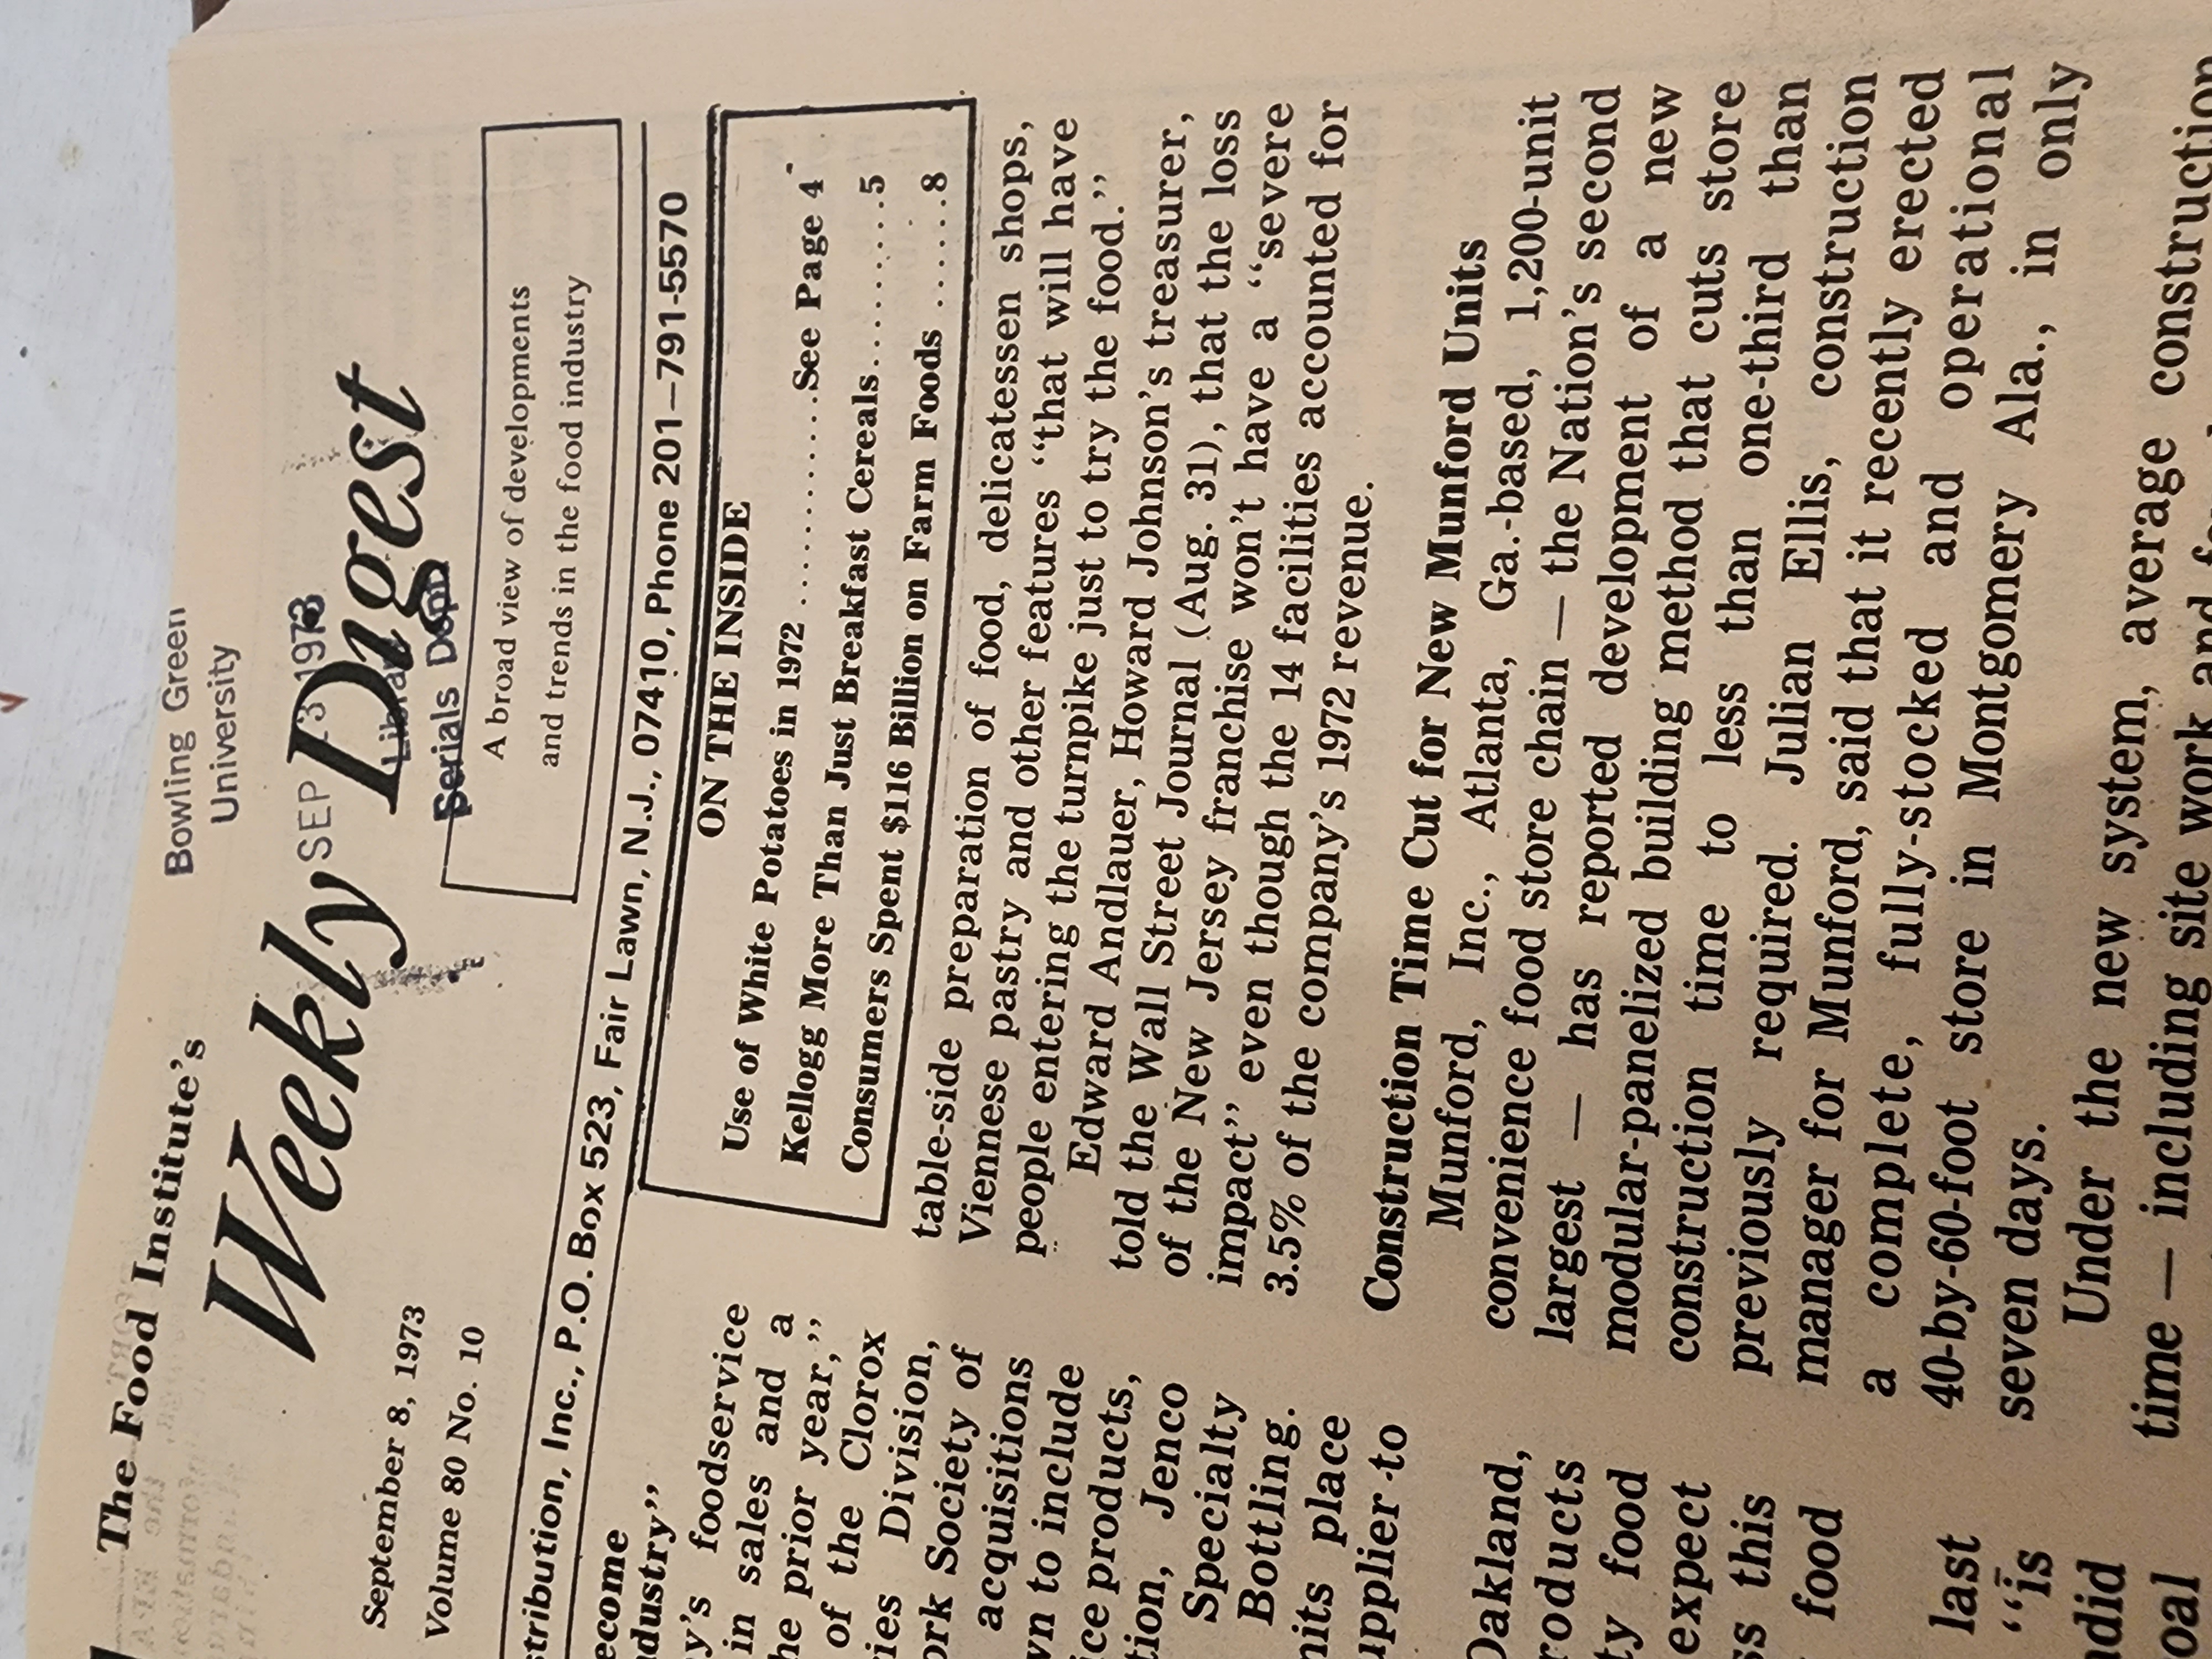 The Food Institute's
Weekly Digest
Bowling Green
University
SEP 13 1973
Library
Serials Dept
September 8, 1973
Volume 80 No. 10
A broad view of developments
and trends in the food industry
stribution, Inc., P.O. Box 523, Fair Lawn, N.J., 07410, Phone 201—791-5570
ecome
ndustry”
y’s foodservice
in sales and a
he prior year,”
of the Clorox
ries Division,
ork Society of
acquisitions
wn to include
ice products,
tion, Jenco
Specialty
Bottling.
nits place
upplier to
Oakland,
roducts
ty food
expect
ss this
food
last
“is
ndid
oal
ON THE INSIDE
Use of White Potatoes in 1972 ..........See Page 4
Kellogg More Than Just Breakfast Cereals.........5
Consumers Spent $116 Billion on Farm Foods ......8
table-side preparation of food, delicatessen shops,
Viennese pastry and other features “that will have
people entering the turnpike just to try the food.”
Edward Andlauer, Howard Johnson’s treasurer,
told the Wall Street Journal (Aug. 31), that the loss
of the New Jersey franchise won’t have a “severe
impact” even though the 14 facilities accounted for
3.5% of the company’s 1972 revenue.
Construction Time Cut for New Munford Units
Munford, Inc., Atlanta, Ga.-based, 1,200-unit
convenience food store chain — the Nation’s second
largest — has reported development of a new
modular-panelized building method that cuts store
construction time to less than one-third than
previously required. Julian Ellis, construction
manager for Munford, said that it recently erected
a complete, fully-stocked and operational
40-by-60-foot store in Montgomery Ala., in only
seven days.
Under the new system, average construction
time — including site work and